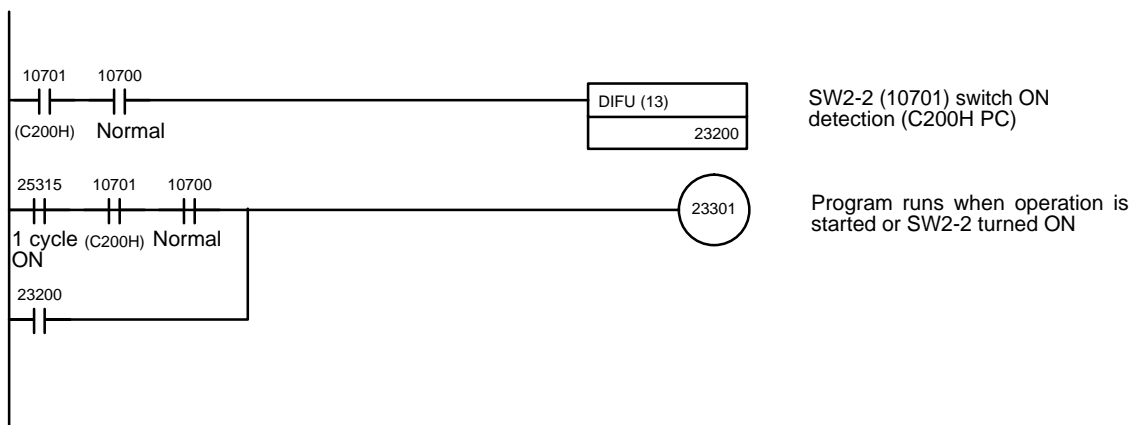 10701 10700
DIFU (13)
SW2-2 (10701) switch ON
detection (C200H PC)
(C200H) Normal
23200
25315 10701 10700
23301
Program runs when operation is
started or SW2-2 turned ON
1 cycle (C200H) Normal
ON
23200